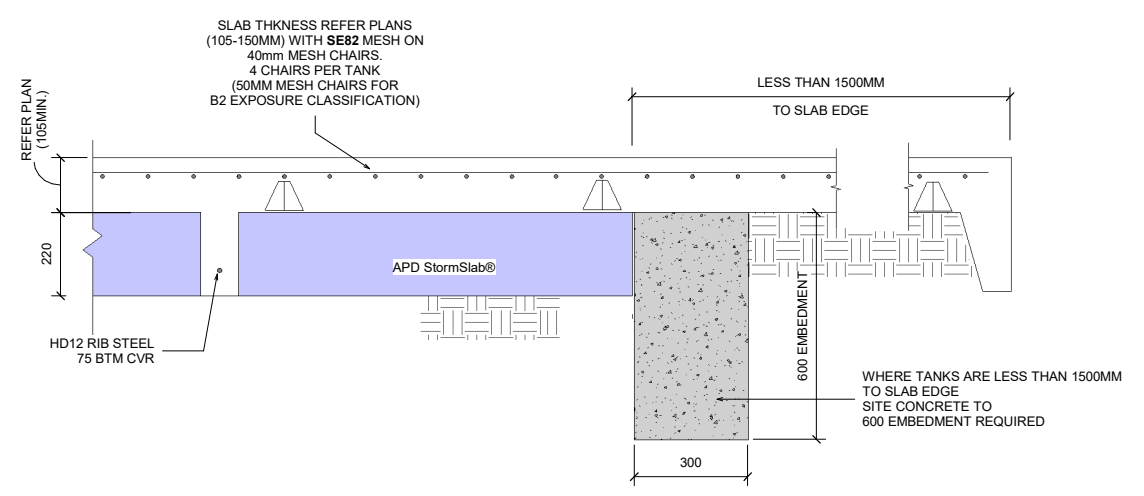 SLAB THKNESS REFER PLANS
(105-150MM) WITH SE82 MESH ON
40mm MESH CHAIRS.
4 CHAIRS PER TANK
(50MM MESH CHAIRS FOR
B2 EXPOSURE CLASSIFICATION)
LESS THAN 1500MM
TO SLAB EDGE
REFER PLAN
(105MIN.)
220
APD StormSlab®
HD12 RIB STEEL
75 BTM CVR
600 EMBEDMENT
WHERE TANKS ARE LESS THAN 1500MM
TO SLAB EDGE
SITE CONCRETE TO
600 EMBEDMENT REQUIRED
300